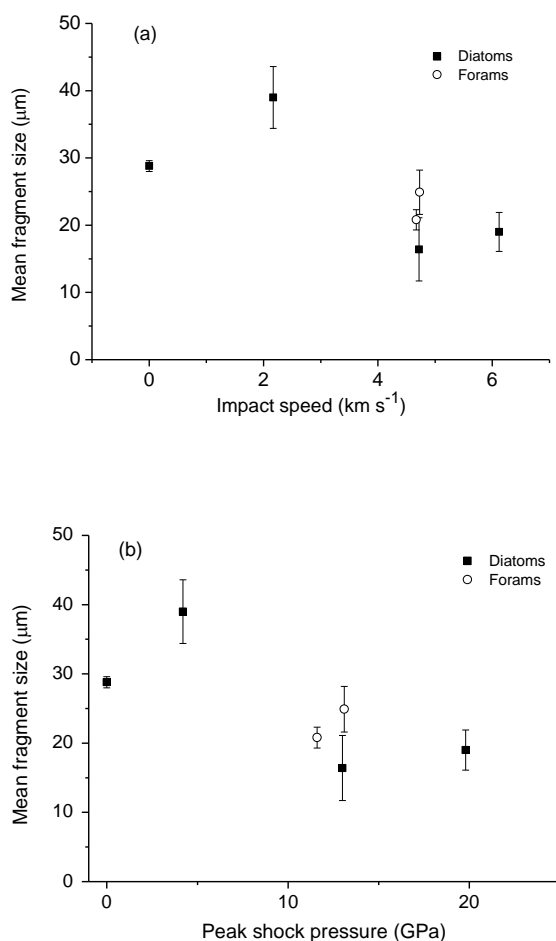 (a)
Diatoms
Forams
Mean fragment size (μm)
50
40
30
20
10
0
0 2 4 6
Impact speed (km s⁻¹)
(b)
Diatoms
Forams
Mean fragment size (μm)
50
40
30
20
10
0
0 10 20
Peak shock pressure (GPa)